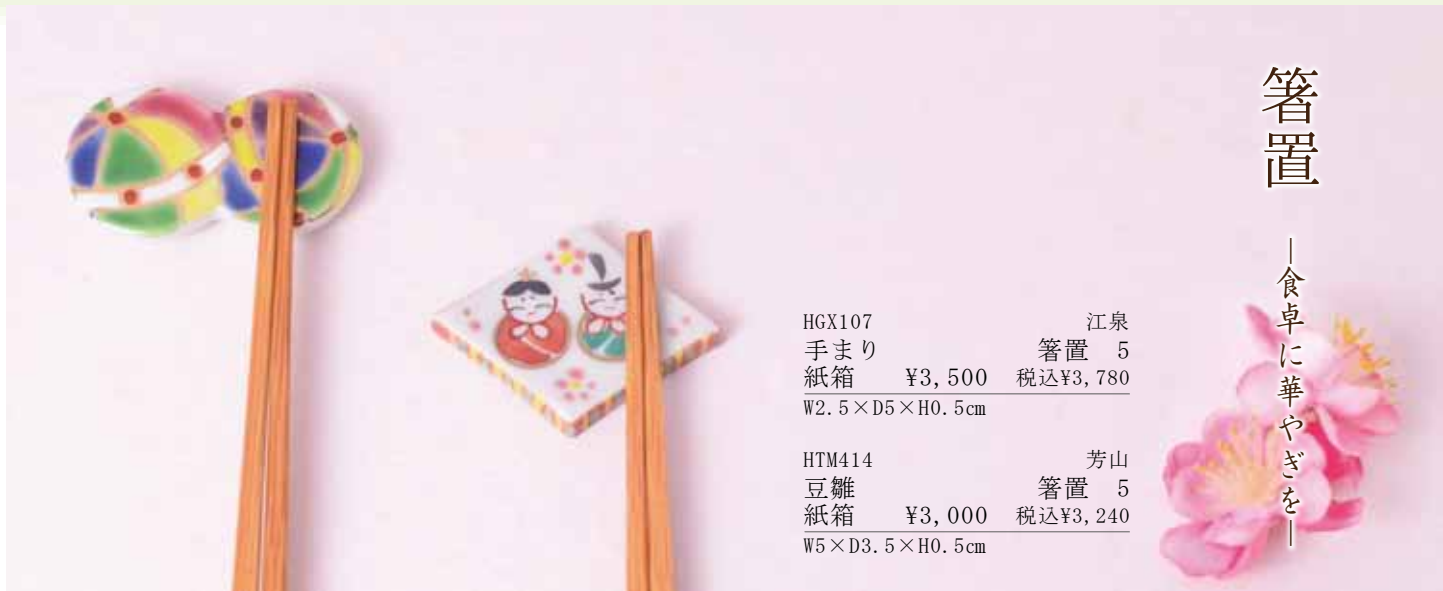 箸置
―食卓に華やぎを―
HGX107 江泉
手まり 箸置 5
紙箱 ¥3,500 税込¥3,780
W2.5×D5×H0.5㎝
HTM414 芳山
豆雛 箸置 5
紙箱 ¥3,000 税込¥3,240
W5×D3.5×H0.5㎝